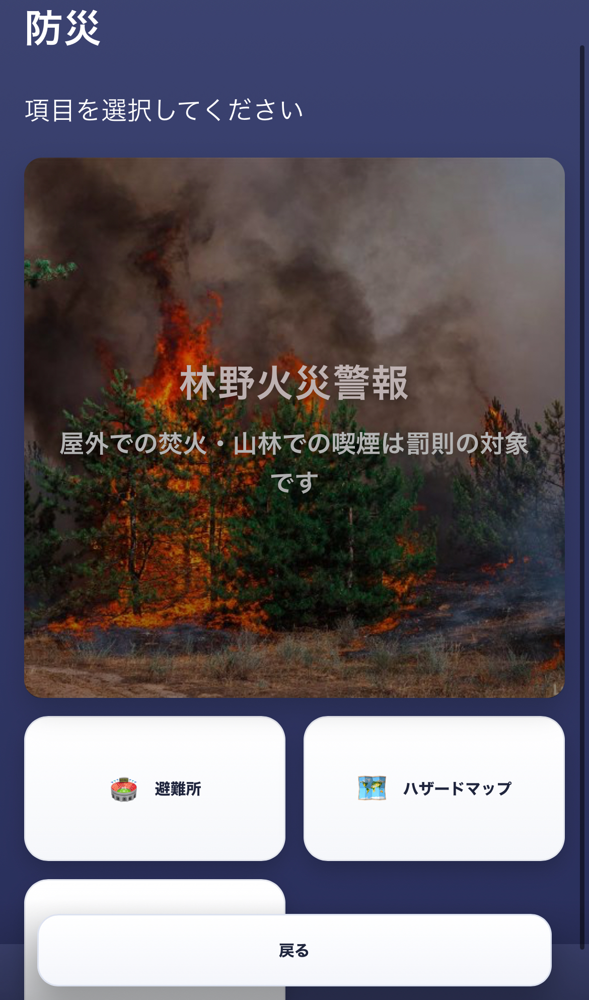 防災
項目を選択してください
林野火災警報
屋外での焚火・山林での喫煙は罰則の対象
です
避難所
ハザードマップ
戻る